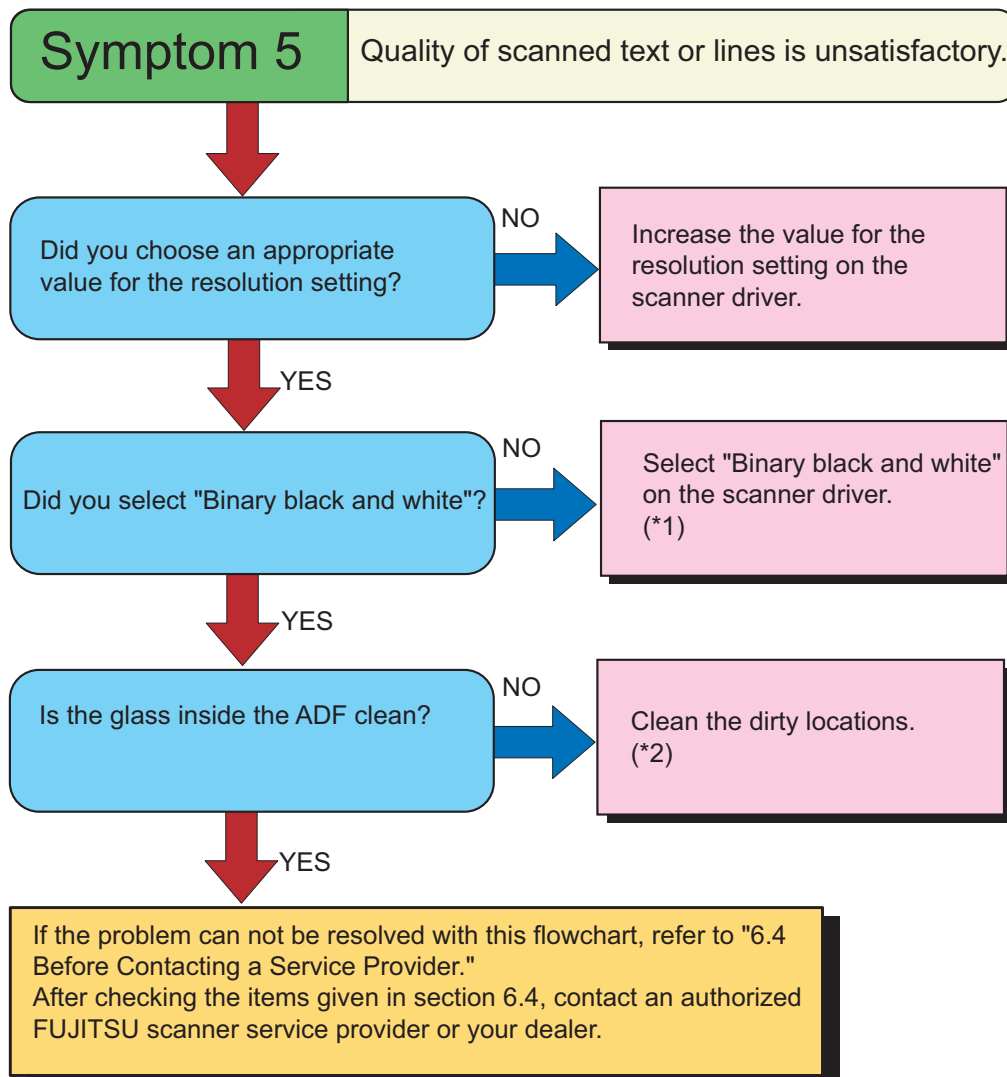 Symptom 5
Quality of scanned text or lines is unsatisfactory.
Did you choose an appropriate
value for the resolution setting?
NO
Increase the value for the
resolution setting on the
scanner driver.
YES
Did you select "Binary black and white"?
NO
Select "Binary black and white"
on the scanner driver.
(*1)
YES
Is the glass inside the ADF clean?
NO
Clean the dirty locations.
(*2)
YES
If the problem can not be resolved with this flowchart, refer to "6.4
Before Contacting a Service Provider."
After checking the items given in section 6.4, contact an authorized
FUJITSU scanner service provider or your dealer.